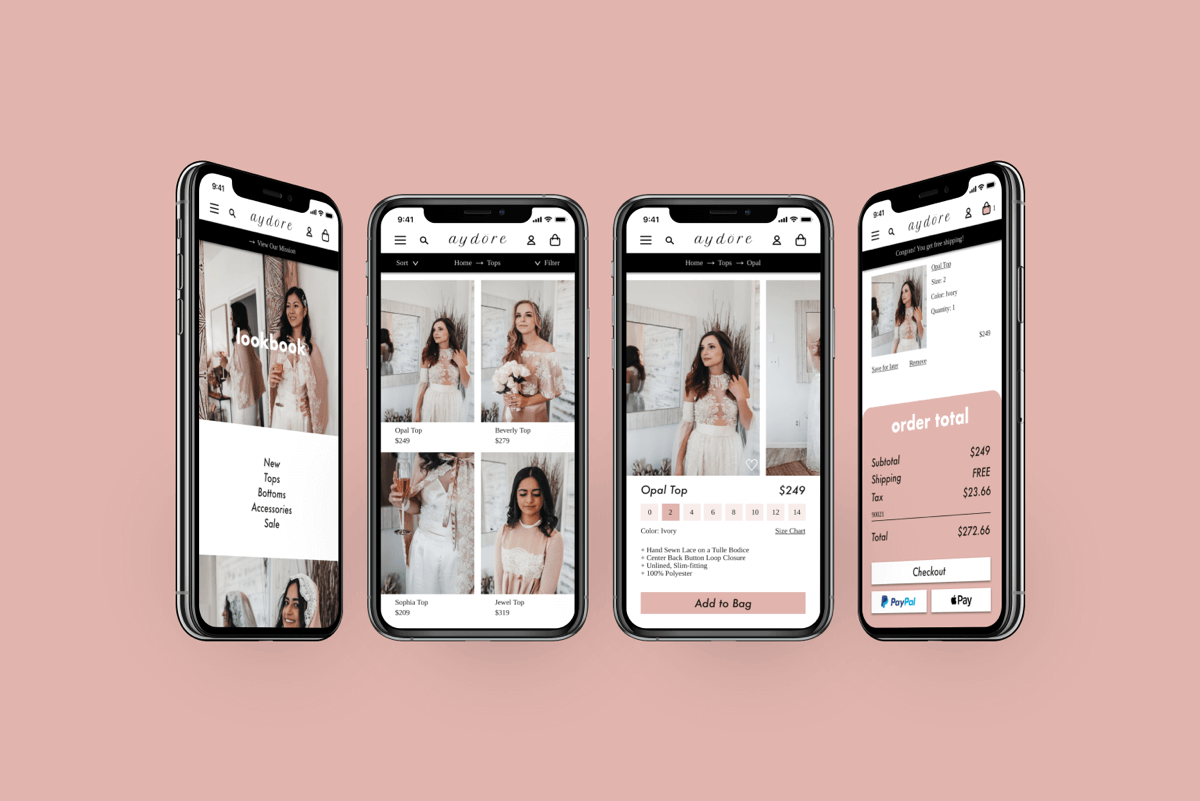 9:41
aydōre
→ View Our Mission
lookbook
New
Tops
Bottoms
Accessories
Sale
9:41
aydōre
Sort Home → Tops Filter
Opal Top
$249
Beverly Top
$279
Sophia Top
$209
Jewel Top
$319
9:41
aydōre
Home → Tops → Opal
Opal Top $249
0 2 4 6 8 10 12 14
Color: Ivory Size Chart
+ Hand Sewn Lace on a Tulle Bodice
+ Center Back Button Loop Closure
+ Unlined, Slim-fitting
+ 100% Polyester
Add to Bag
9:41
aydōre
1
Congrats! You get free shipping!
Opal Top
Size: 2
Color: Ivory
Quantity: 1
$249
Save for later Remove
order total
Subtotal $249
Shipping FREE
Tax $23.66
90021
Total $272.66
Checkout
PayPal Pay